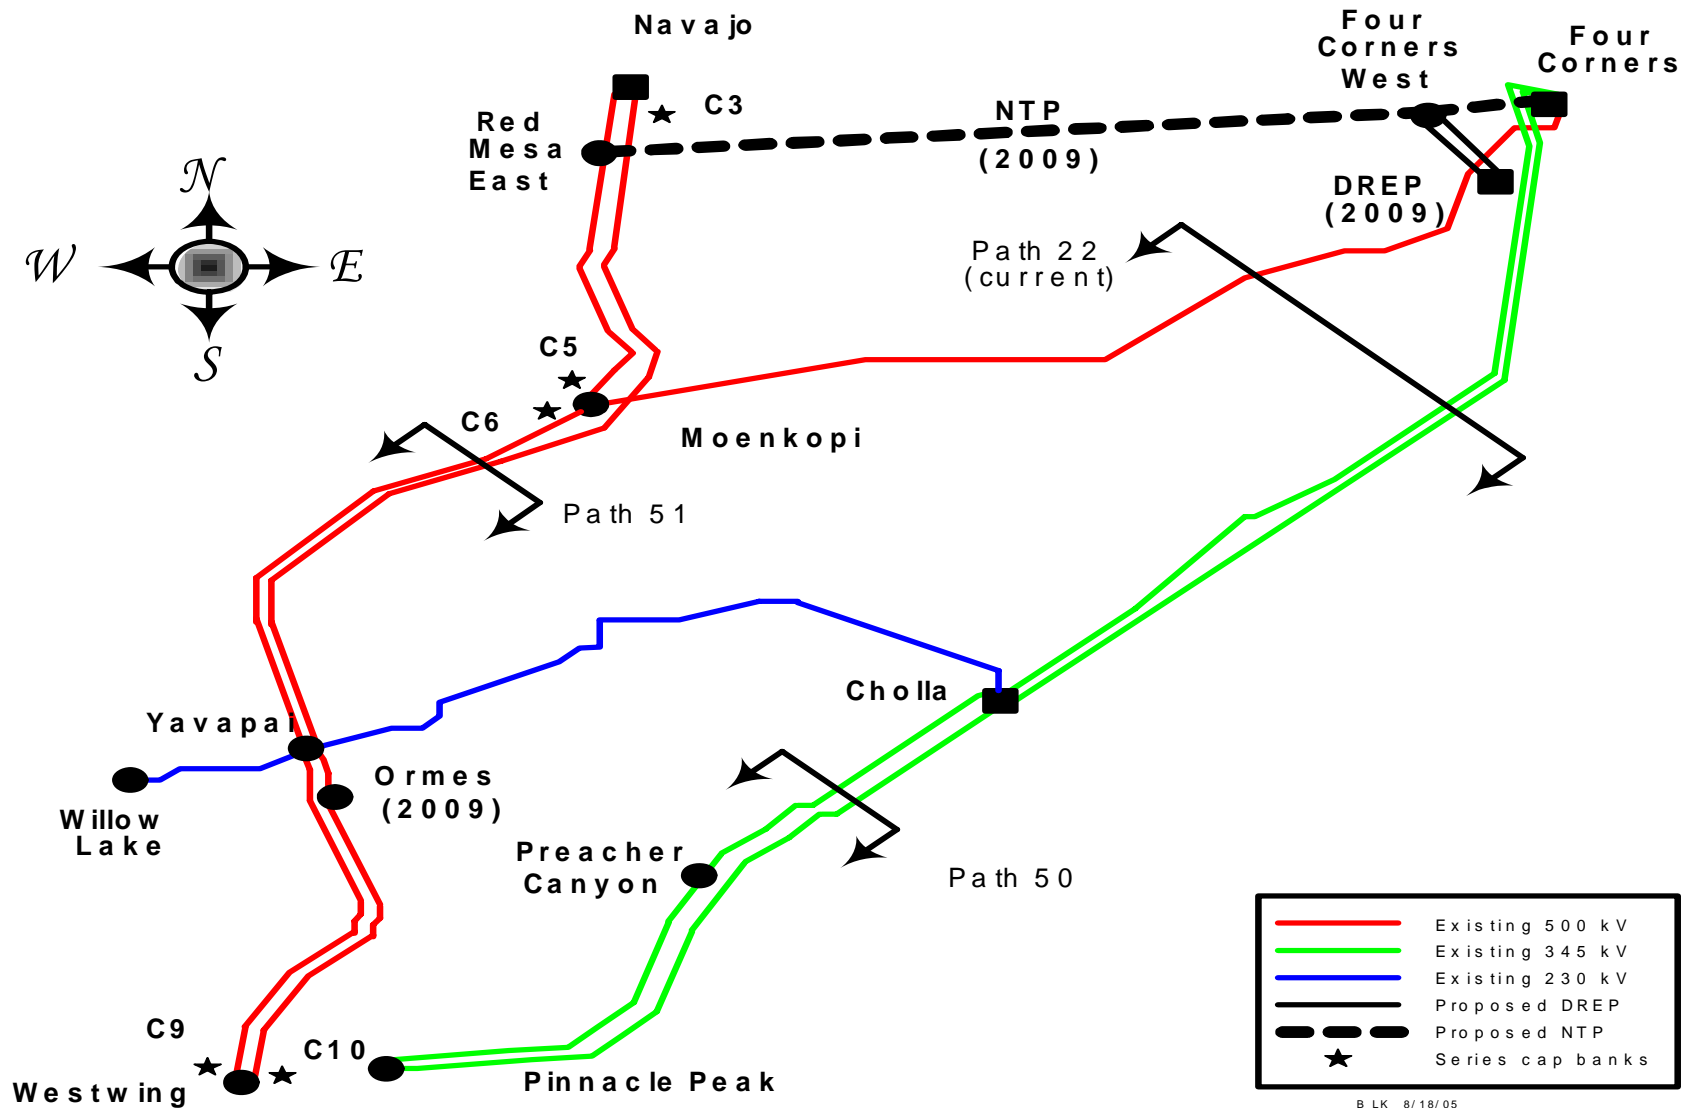 Navajo
Four
Corners
West
Four
Corners
C3
NTP
(2009)
Red
Mesa
East
N
W
E
S
DREP
(2009)
Path 22
(current)
C5
C6
Moenkopi
Path 51
Cholla
Yavapai
Ormes
(2009)
Willow
Lake
Preacher
Canyon
Path 50
C9
C10
Westwing
Pinnacle Peak
Existing 500 kV
Existing 345 kV
Existing 230 kV
Proposed DREP
Proposed NTP
Series cap banks
BLK 8/18/05